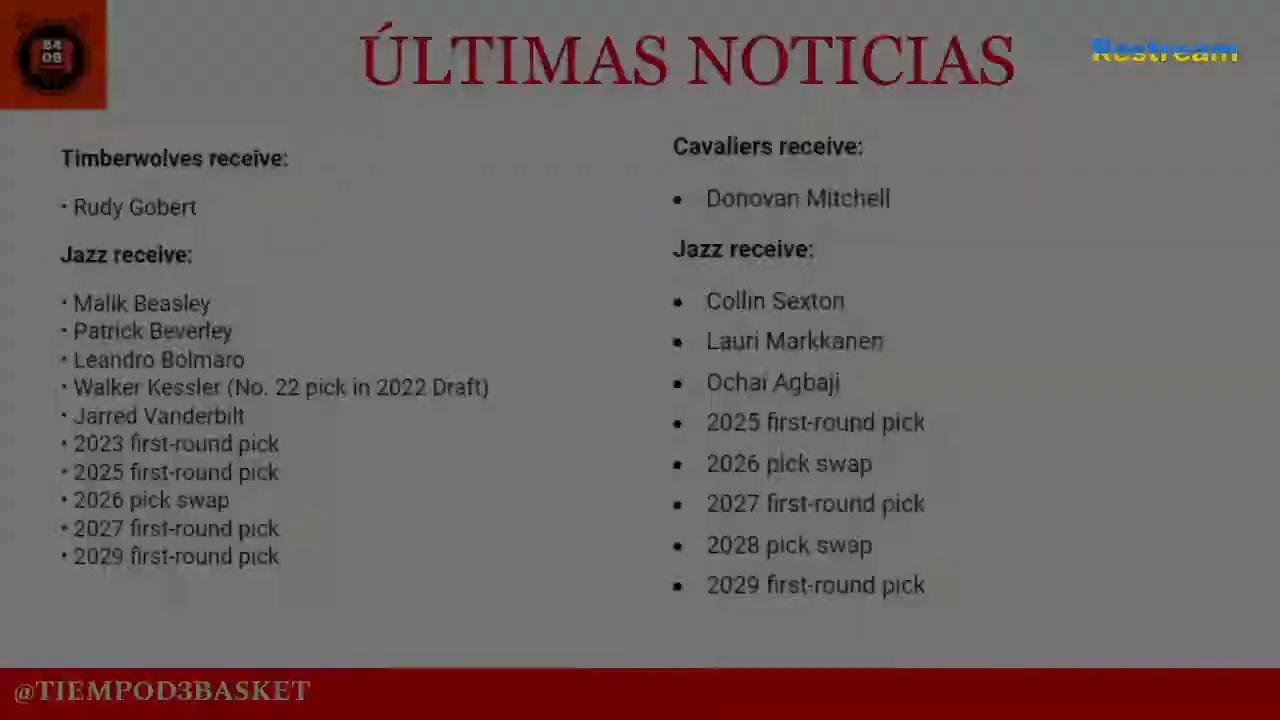 84
08
ÚLTIMAS NOTICIAS
Restream
Timberwolves receive:
• Rudy Gobert
Jazz receive:
• Malik Beasley
• Patrick Beverley
• Leandro Bolmaro
• Walker Kessler (No. 22 pick in 2022 Draft)
• Jarred Vanderbilt
• 2023 first-round pick
• 2025 first-round pick
• 2026 pick swap
• 2027 first-round pick
• 2029 first-round pick
Cavaliers receive:
• Donovan Mitchell
Jazz receive:
• Collin Sexton
• Lauri Markkanen
• Ochai Agbaji
• 2025 first-round pick
• 2026 pick swap
• 2027 first-round pick
• 2028 pick swap
• 2029 first-round pick
@TIEMPOD3BASKET